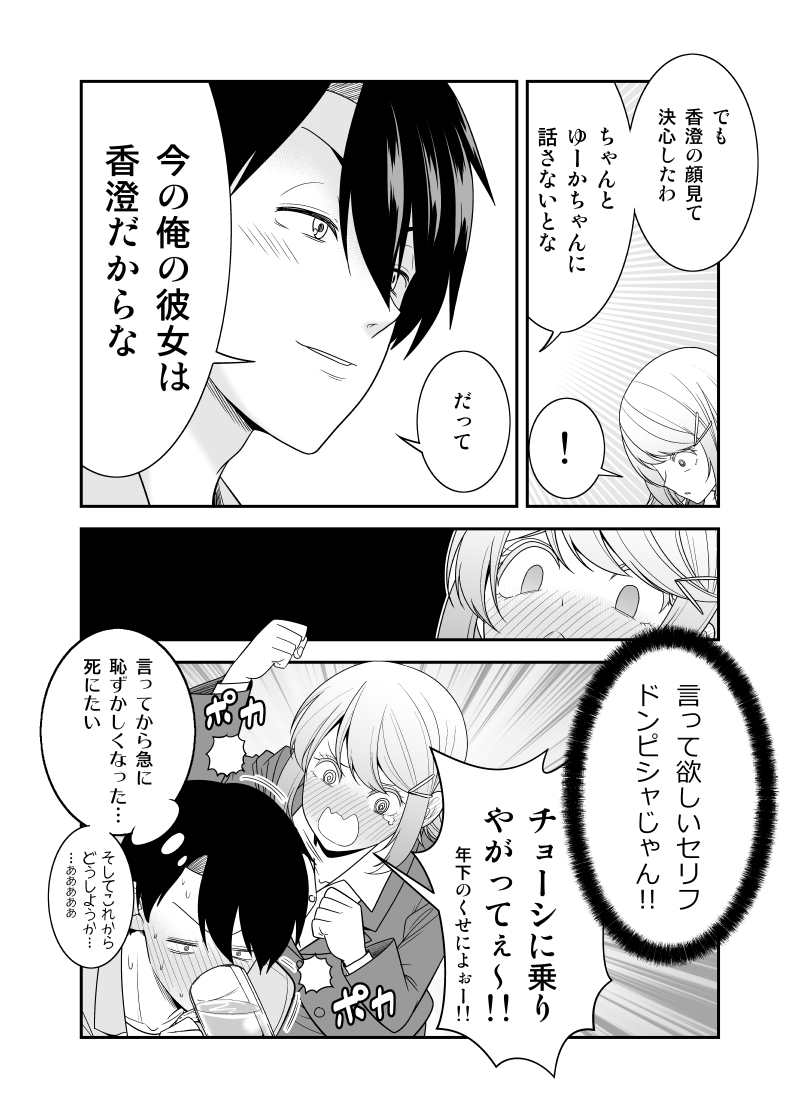 でも
香澄の顔見て
決心したわ
ちゃんと
ゆーかちゃんに
話さないとな
！
だって
今の俺の彼女は
香澄だからな
言って欲しいセリフ
ドンピシャじゃん!!
チョーシに乗り
やがってぇ〜!!
年下のくせによぉー!!
ポカ
ポカ
言ってから急に
恥ずかしくなった…
死にたい
そしてこれから
どうしようか…
…あああああ